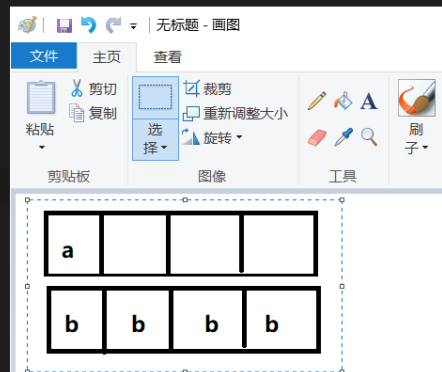 无标题 - 画图
文件 主页 查看
粘贴 剪切 复制 选择 裁剪 重新调整大小 旋转 刷子
剪贴板 图像 工具
A
a
b b b b